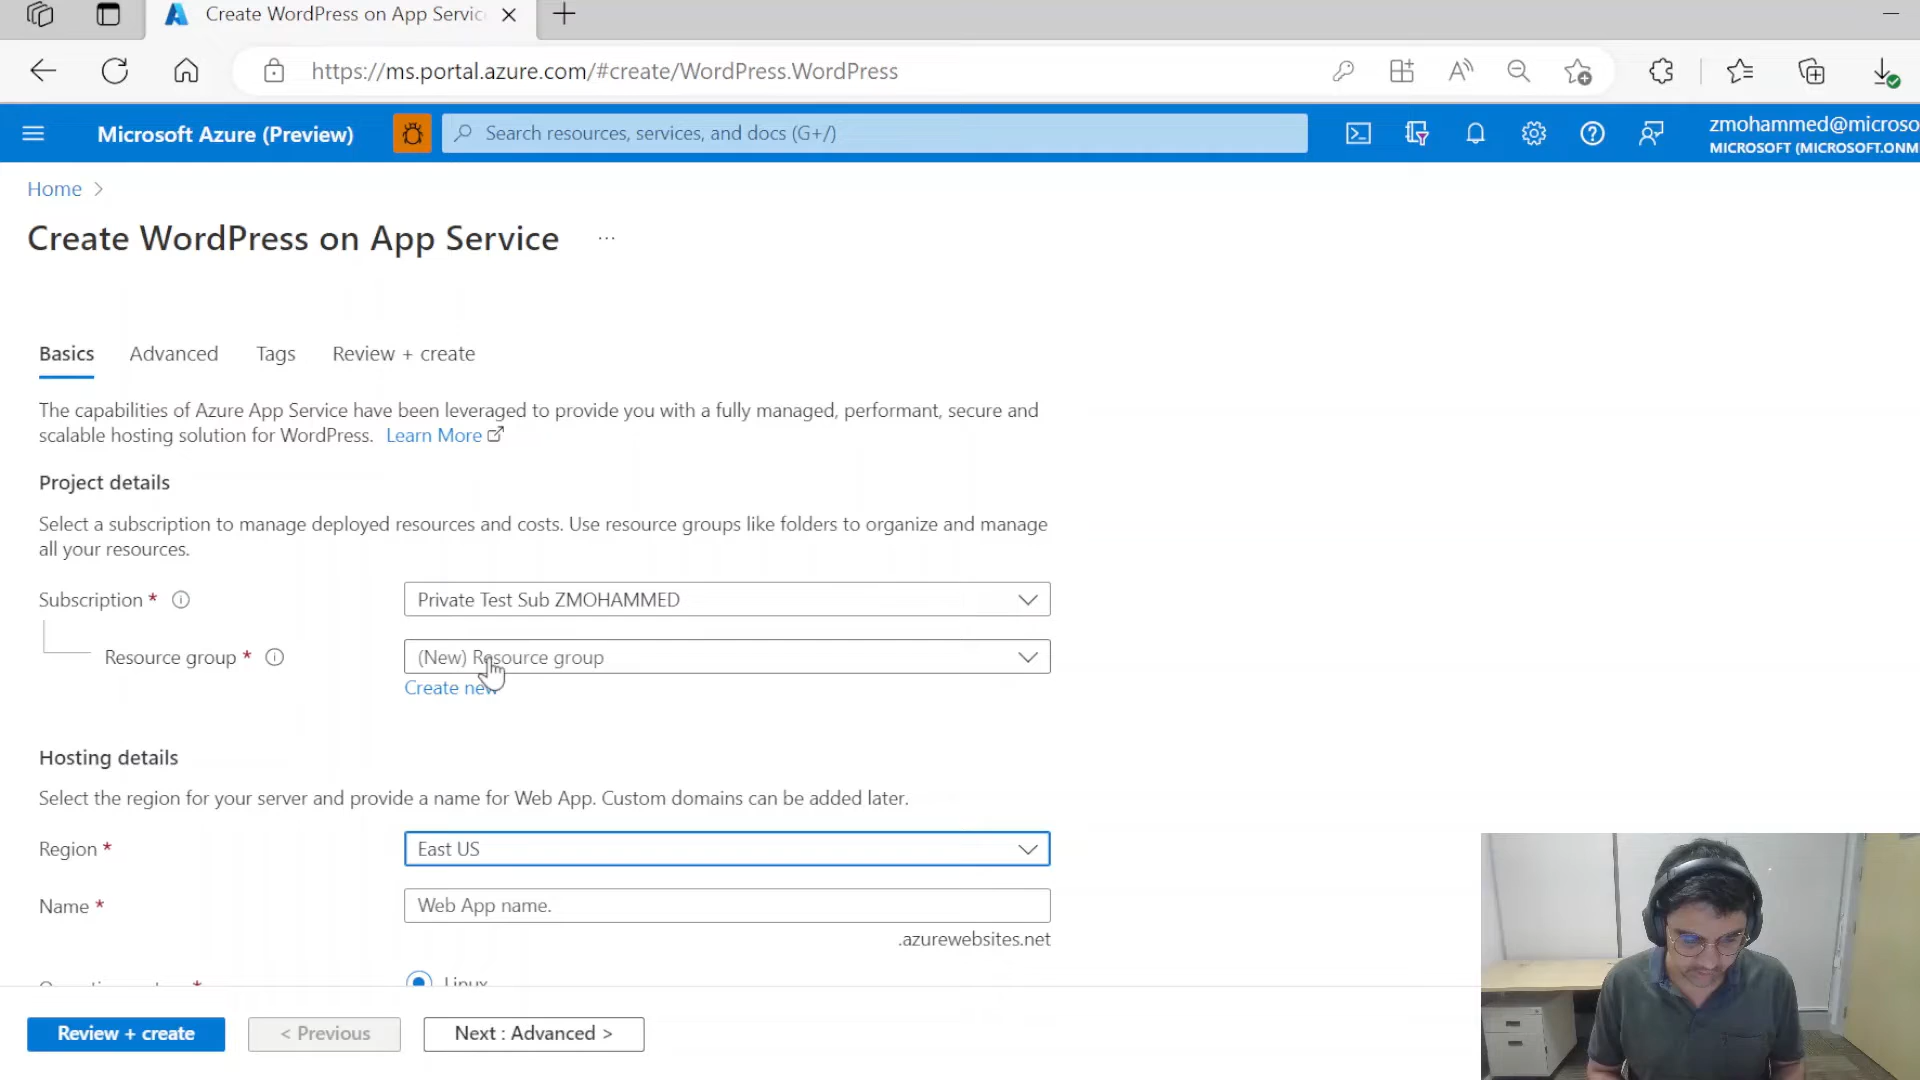 Create WordPress on App Servic
https://ms.portal.azure.com/#create/WordPress.WordPress
Microsoft Azure (Preview)
Search resources, services, and docs (G+/)
zmohammed@microso
MICROSOFT (MICROSOFT.ONM
Home >
Create WordPress on App Service ...
Basics Advanced Tags Review + create
The capabilities of Azure App Service have been leveraged to provide you with a fully managed, performant, secure and
scalable hosting solution for WordPress. Learn More
Project details
Select a subscription to manage deployed resources and costs. Use resource groups like folders to organize and manage
all your resources.
Subscription * Private Test Sub ZMOHAMMED
Resource group * (New) Resource group
Create new
Hosting details
Select the region for your server and provide a name for Web App. Custom domains can be added later.
Region * East US
Name * Web App name.
.azurewebsites.net
Linux
Review + create < Previous Next : Advanced >